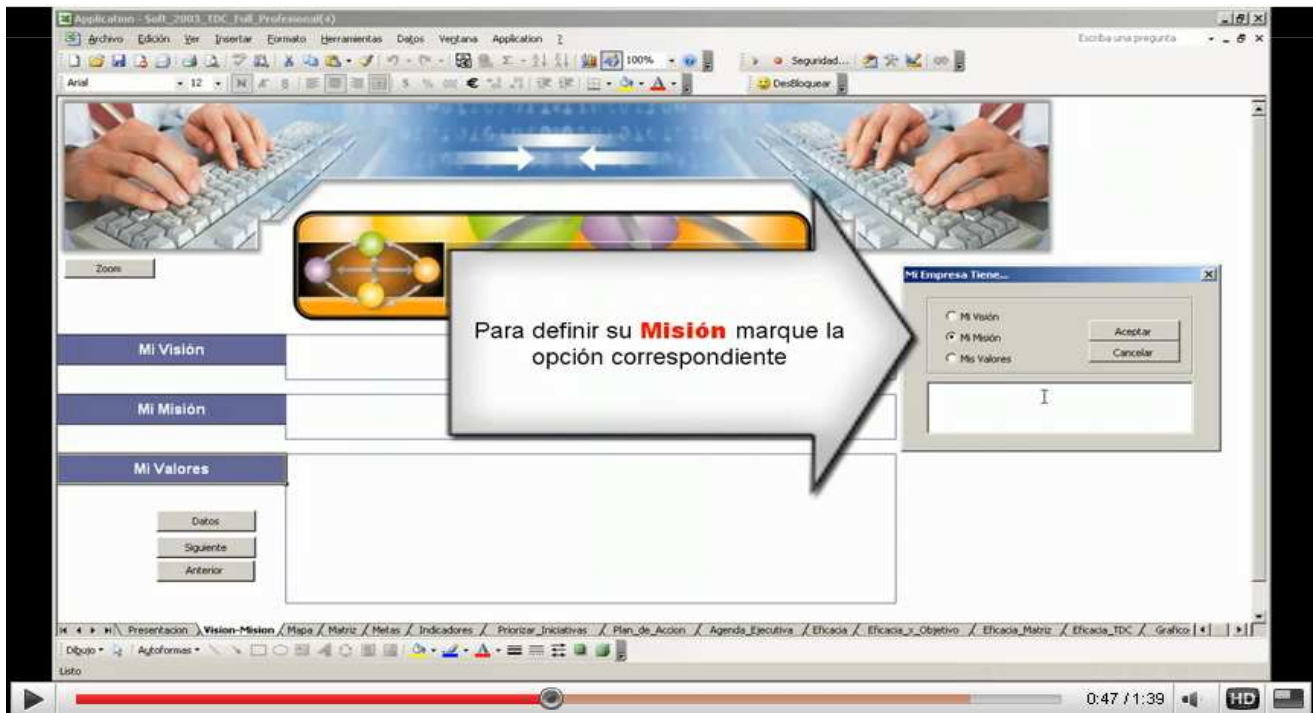 Application - Soft_2003_TDC_Full_Profesional(4)
Archivo Edición Ver Insertar Formato Herramientas Datos Ventana Application ?
Escriba una pregunta
100%
Seguridad...
Arial 12 N K S
DesBloquear
Zoom
Para definir su Misión marque la
opción correspondiente
Mi Empresa Tiene...
Mi Visión
Mi Misión
Mis Valores
Aceptar
Cancelar
Mi Visión
Mi Misión
Mi Valores
Datos
Siguiente
Anterior
Presentacion Vision-Mision Mapa Matriz Metas Indicadores Priorizar_Iniciativas Plan_de_Accion Agenda_Ejecutiva Eficacia Eficacia_x_Objetivo Eficacia_Matriz Eficacia_TDC Grafico
Dibujo Autoformas
Listo
0:47 / 1:39 HD